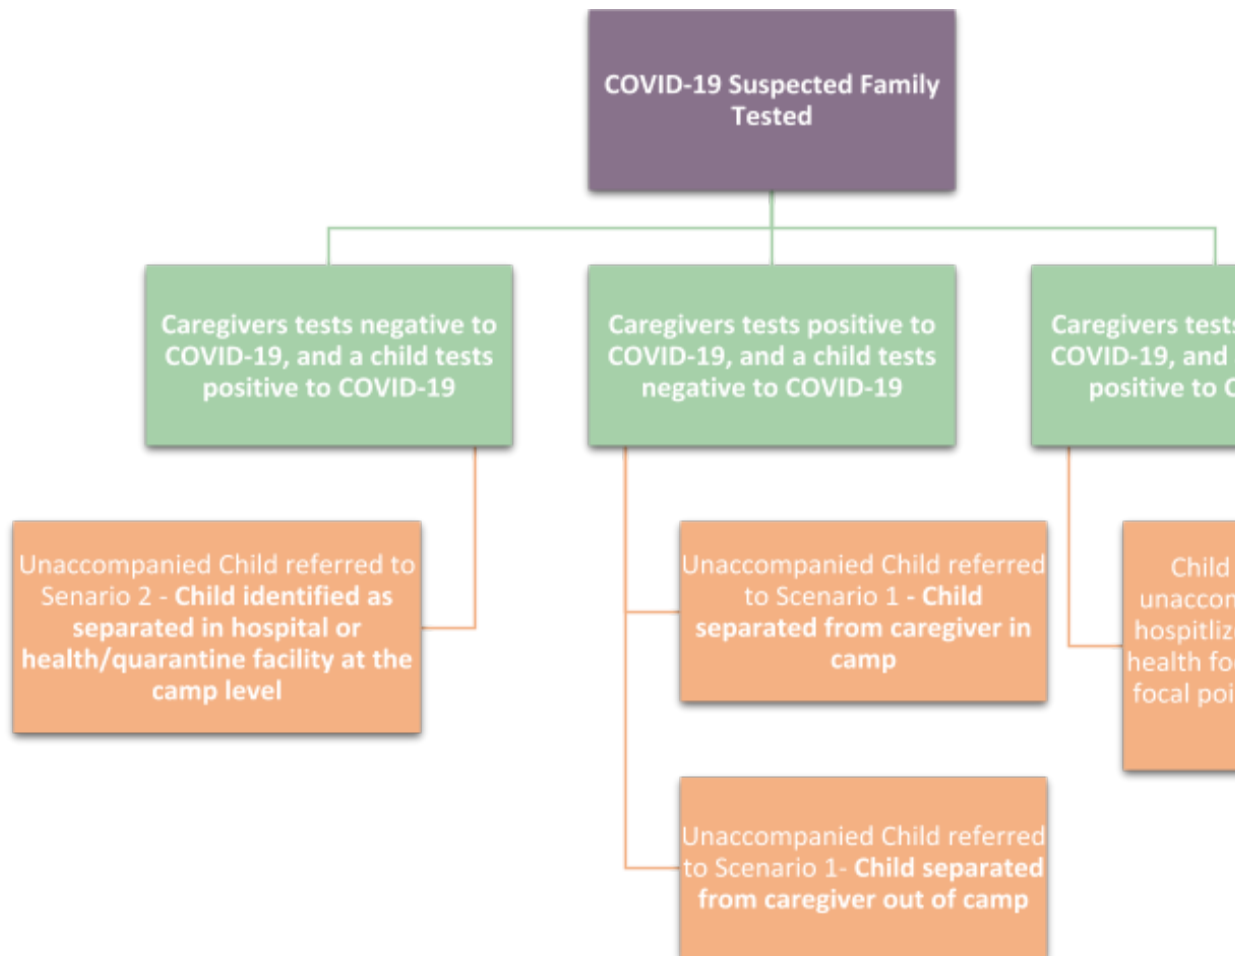 COVID-19 Suspected Family
Tested
Caregivers tests negative to
COVID-19, and a child tests
positive to COVID-19
Caregivers tests positive to
COVID-19, and a child tests
negative to COVID-19
Caregivers tests
COVID-19, and
positive to
Unaccompanied Child referred to
Senario 2 - Child identified as
separated in hospital or
health/quarantine facility at the
camp level
Unaccompanied Child referred
to Scenario 1 - Child
separated from caregiver in
camp
Child
health
focal
Unaccompanied Child referred
to Scenario 1- Child separated
from caregiver out of camp